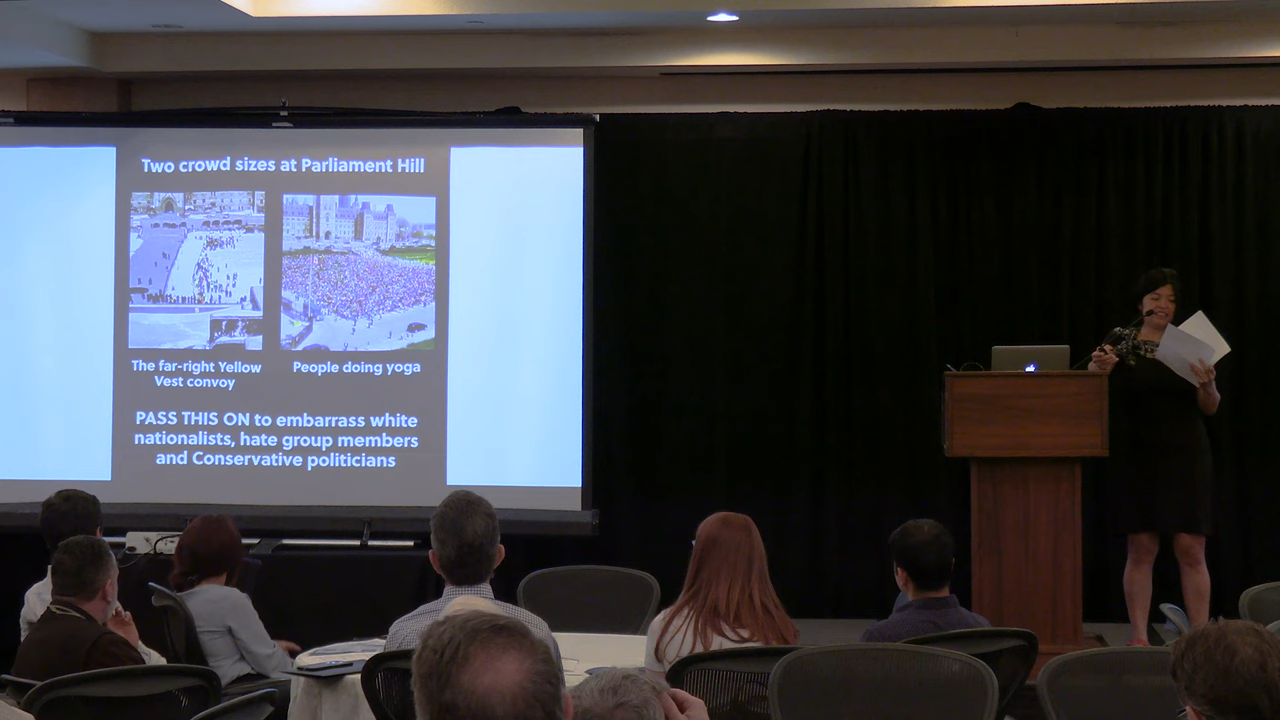 Two crowd sizes at Parliament Hill
The far-right Yellow
Vest convoy
People doing yoga
PASS THIS ON to embarrass white
nationalists, hate group members
and Conservative politicians